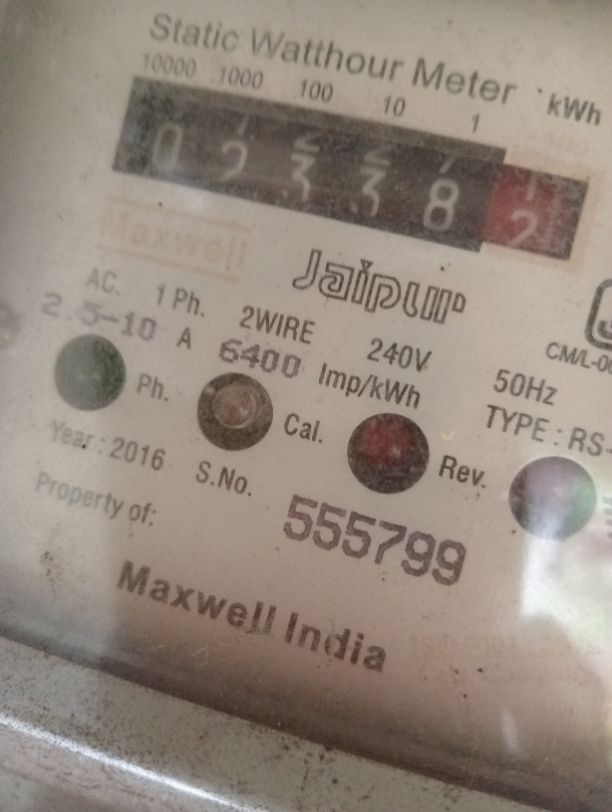 Static Watthour Meter kWh
10000 1000 100 10 1
0 2 3 3 8 2
Maxwell
Jaipur
AC. 1 Ph. 2WIRE 240V 50Hz
2.5-10 A 6400 Imp/kWh TYPE : RS-
CM/L-00
Ph. Cal. Rev.
Year : 2016 S.No. 555799
Property of:
Maxwell India